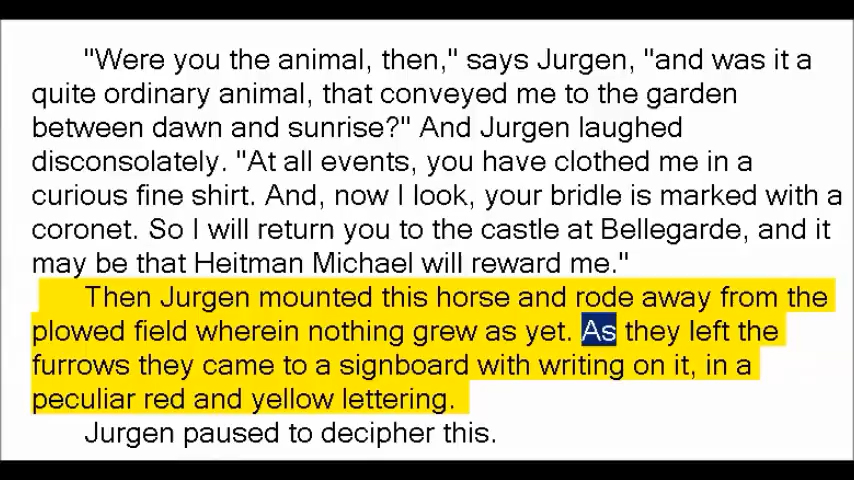 "Were you the animal, then," says Jurgen, "and was it a
quite ordinary animal, that conveyed me to the garden
between dawn and sunrise?" And Jurgen laughed
disconsolately. "At all events, you have clothed me in a
curious fine shirt. And, now I look, your bridle is marked with a
coronet. So I will return you to the castle at Bellegarde, and it
may be that Heitman Michael will reward me."
Then Jurgen mounted this horse and rode away from the
plowed field wherein nothing grew as yet. As they left the
furrows they came to a signboard with writing on it, in a
peculiar red and yellow lettering.
Jurgen paused to decipher this.